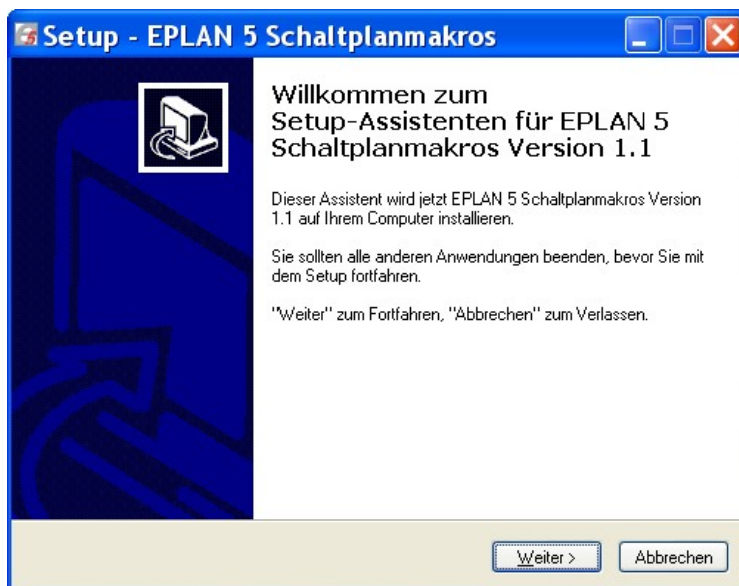 Setup - EPLAN 5 Schaltplanmakros
Willkommen zum
Setup-Assistenten für EPLAN 5
Schaltplanmakros Version 1.1
Dieser Assistent wird jetzt EPLAN 5 Schaltplanmakros Version
1.1 auf Ihrem Computer installieren.
Sie sollten alle anderen Anwendungen beenden, bevor Sie mit
dem Setup fortfahren.
"Weiter" zum Fortfahren, "Abbrechen" zum Verlassen.
Weiter >
Abbrechen